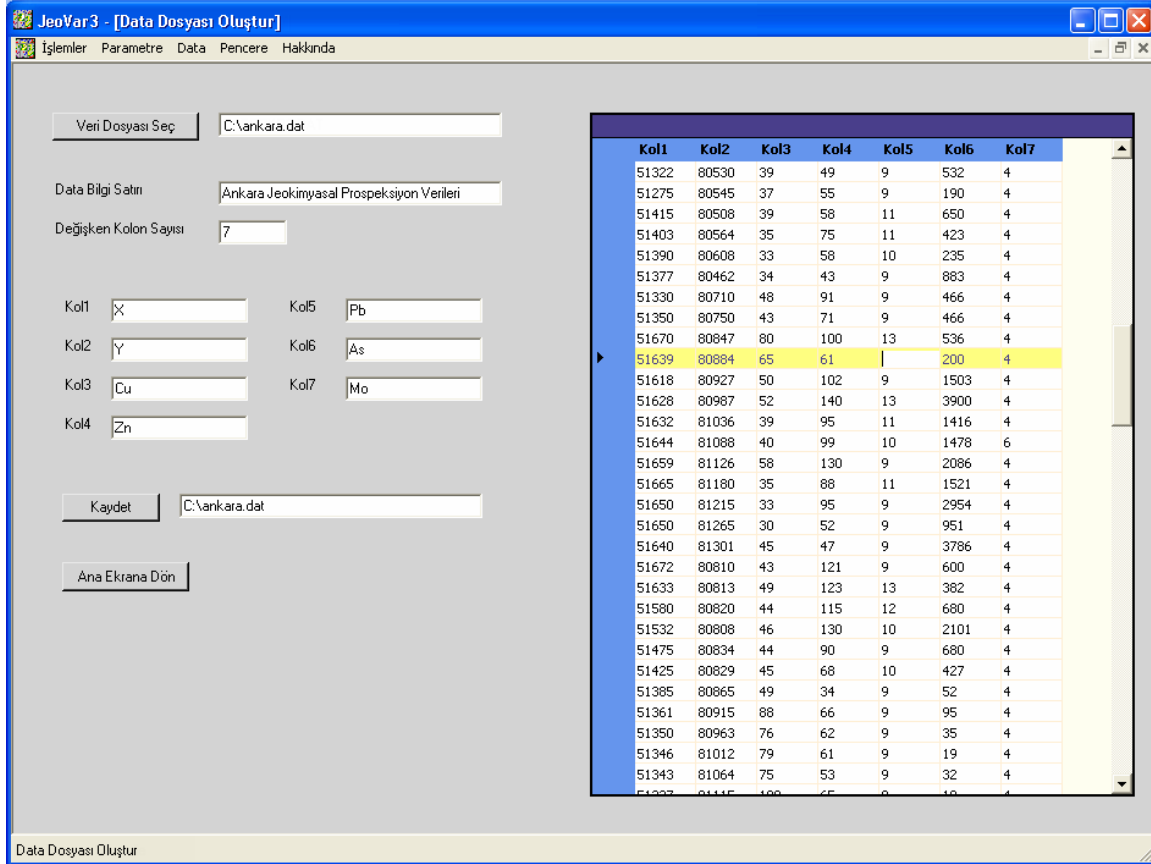 JeoVar3 - [Data Dosyası Oluştur]
İşlemler Parametre Data Pencere Hakkında
Veri Dosyası Seç C:\ankara.dat
Data Bilgi Satırı Ankara Jeokimyasal Prospeksiyon Verileri
Değişken Kolon Sayısı 7
Kol1 X Kol5 Pb
Kol2 Y Kol6 As
Kol3 Cu Kol7 Mo
Kol4 Zn
Kaydet C:\ankara.dat
Ana Ekrana Dön
Kol1 Kol2 Kol3 Kol4 Kol5 Kol6 Kol7
51322 80530 39 49 9 532 4
51275 80545 37 55 9 190 4
51415 80508 39 58 11 650 4
51403 80564 35 75 11 423 4
51390 80608 33 58 10 235 4
51377 80462 34 43 9 883 4
51330 80710 48 91 9 466 4
51350 80750 43 71 9 466 4
51670 80847 80 100 13 536 4
51639 80884 65 61 200 4
51618 80927 50 102 9 1503 4
51628 80987 52 140 13 3900 4
51632 81036 39 95 11 1416 4
51644 81088 40 99 10 1478 6
51659 81126 58 130 9 2086 4
51665 81180 35 88 11 1521 4
51650 81215 33 95 9 2954 4
51650 81265 30 52 9 951 4
51640 81301 45 47 9 3786 4
51672 80810 43 121 9 600 4
51633 80813 49 123 13 382 4
51580 80820 44 115 12 680 4
51532 80808 46 130 10 2101 4
51475 80834 44 90 9 680 4
51425 80829 45 68 10 427 4
51385 80865 49 34 9 52 4
51361 80915 88 66 9 95 4
51350 80963 76 62 9 35 4
51346 81012 79 61 9 19 4
51343 81064 75 53 9 32 4
Data Dosyası Oluştur